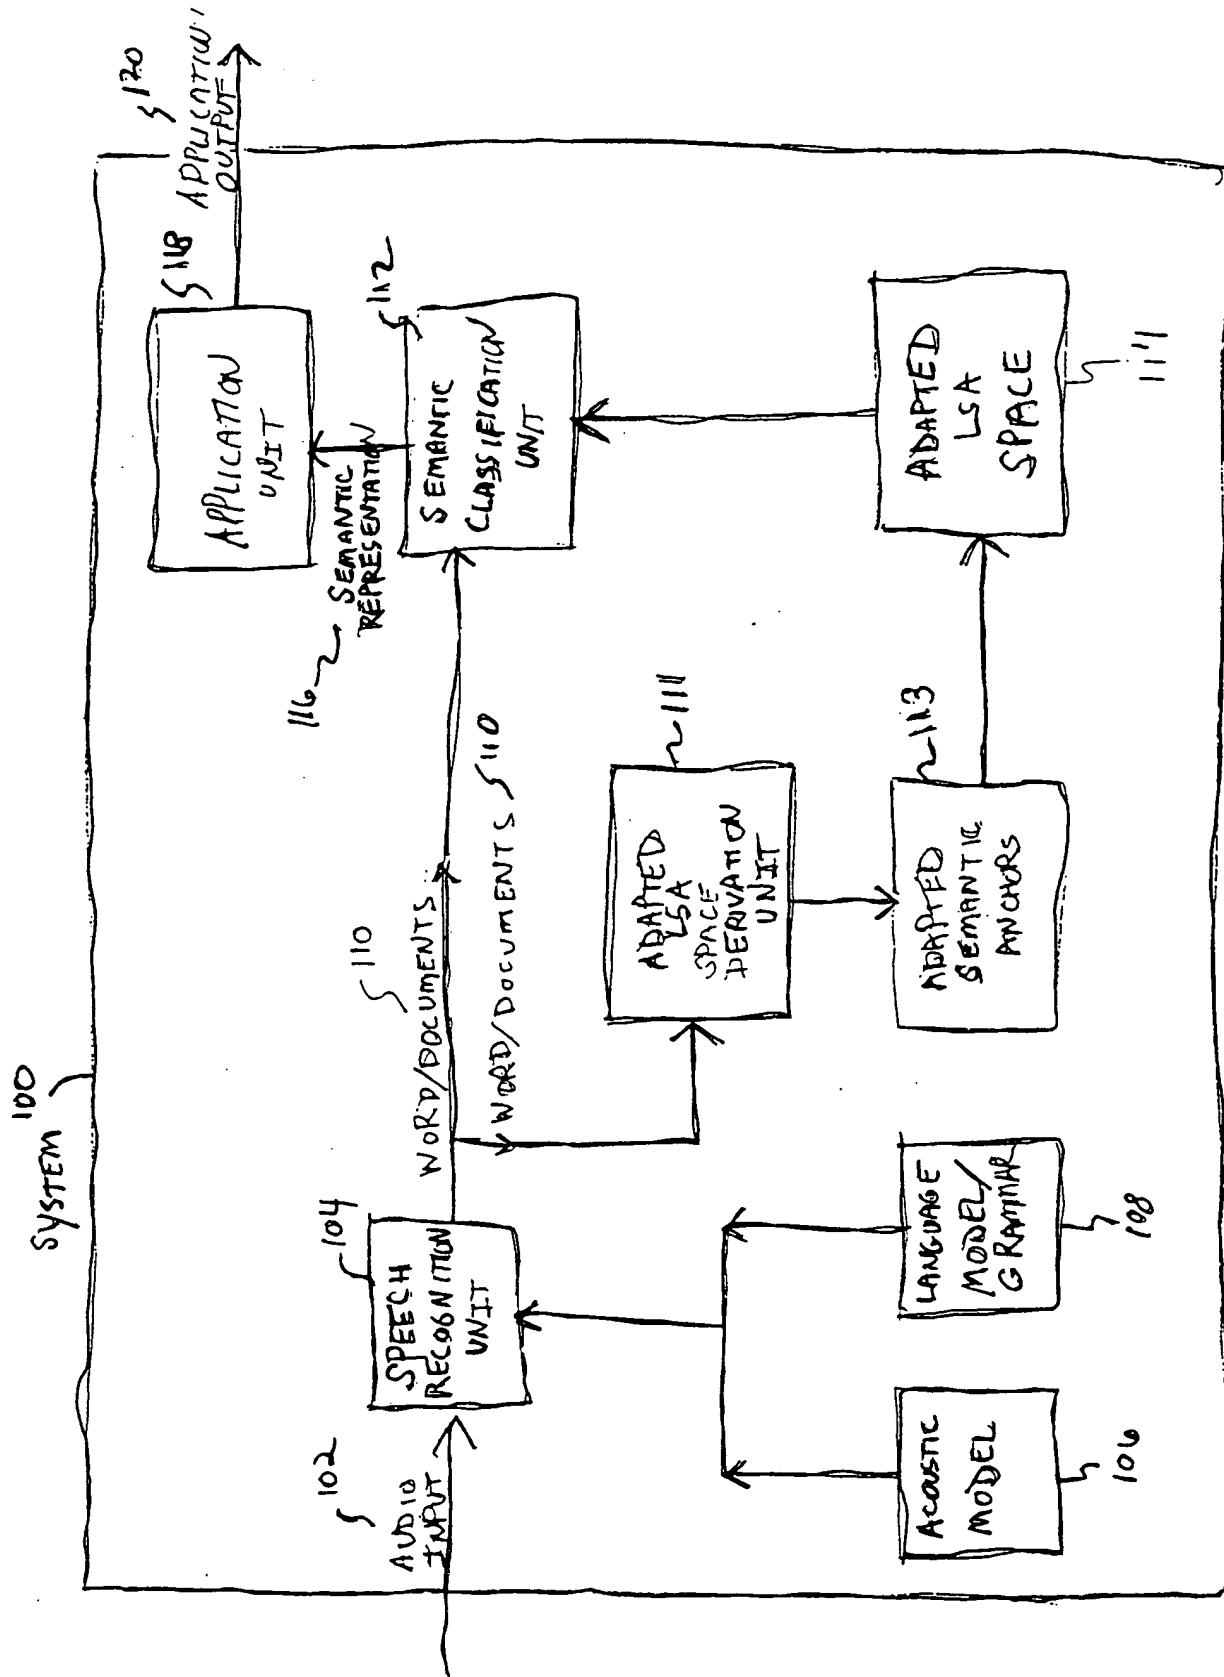 SYSTEM 100
102
AUDIO
INPUT
104
SPEECH
RECOGNITION
UNIT
110
WORD/DOCUMENTS
WORD/DOCUMENTS 110
116
SEMANTIC
REPRESENTATION
112
SEMANTIC
CLASSIFICATION
UNIT
118
APPLICATION
UNIT
120
APPLICATION
OUTPUT
111
ADAPTED
LSA
SPACE
DERIVATION
UNIT
ACOUSTIC
MODEL
106
LANGUAGE
MODEL/
GRAMMAR
108
113
ADAPTED
SEMANTIC
ANCHORS
ADAPTED
LSA
SPACE